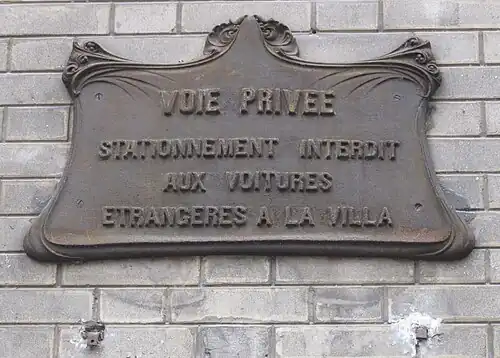 VOIE PRIVEE
STATIONNEMENT INTERDIT
AUX VOITURES
ETRANGERES A LA VILLA